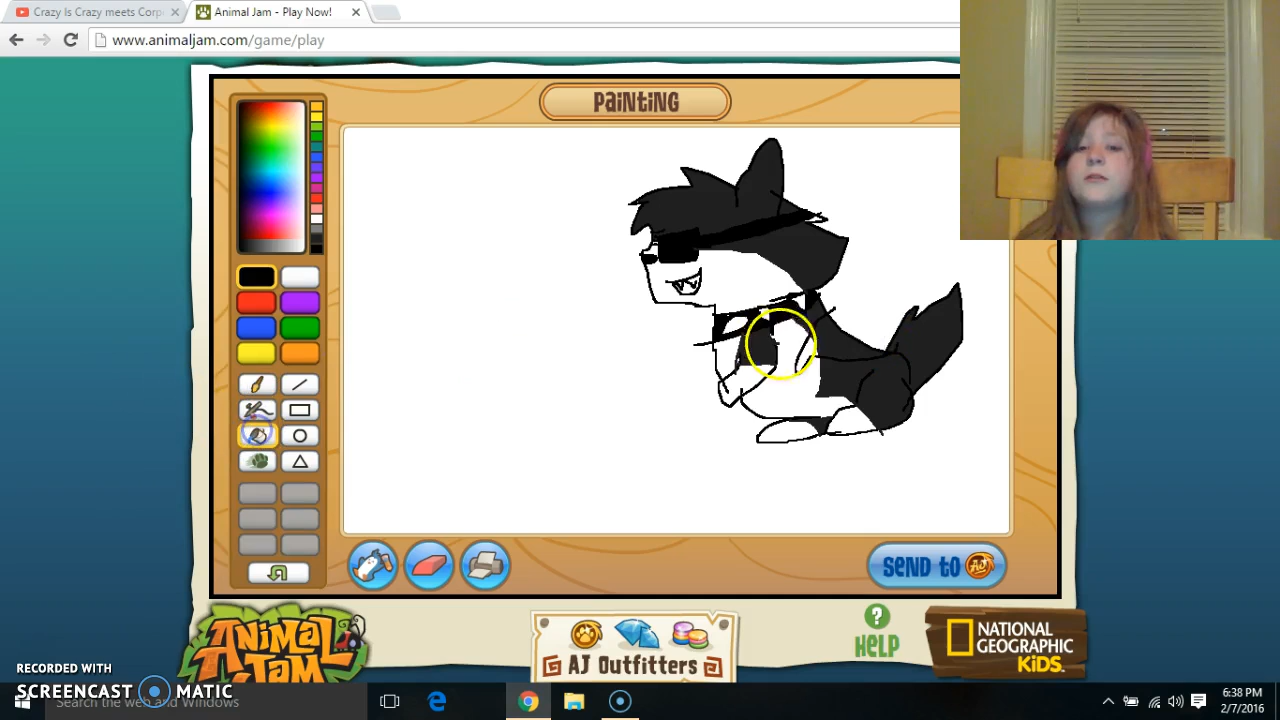 Crazy Is Crazy meets Corp
Animal Jam - Play Now!
www.animaljam.com/game/play
PAINTING
SEND TO AJ
ANIMAL JAM
AJ Outfitters
? HELP
NATIONAL GEOGRAPHIC KiDS
RECORDED WITH
SCREENCAST MATIC
Search the web and Windows
6:38 PM
2/7/2016